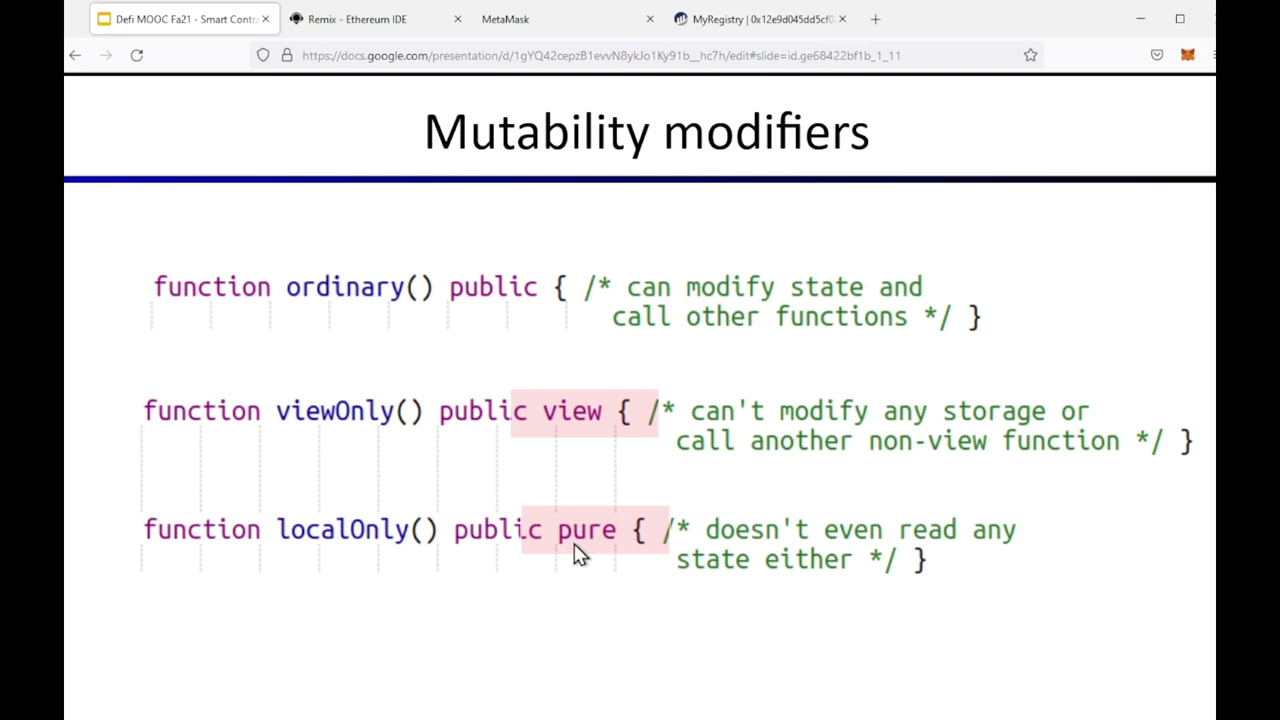 Defi MOOC Fa21 - Smart Contra
Remix - Ethereum IDE
MetaMask
MyRegistry | 0x12e9d045dd5cf0
https://docs.google.com/presentation/d/1gYQ42cepzB1evvN8ykJo1Ky91b__hc7h/edit#slide=id.ge68422bf1b_1_11
Mutability modifiers
function ordinary() public { /* can modify state and
call other functions */ }
function viewOnly() public view { /* can't modify any storage or
call another non-view function */ }
function localOnly() public pure { /* doesn't even read any
state either */ }